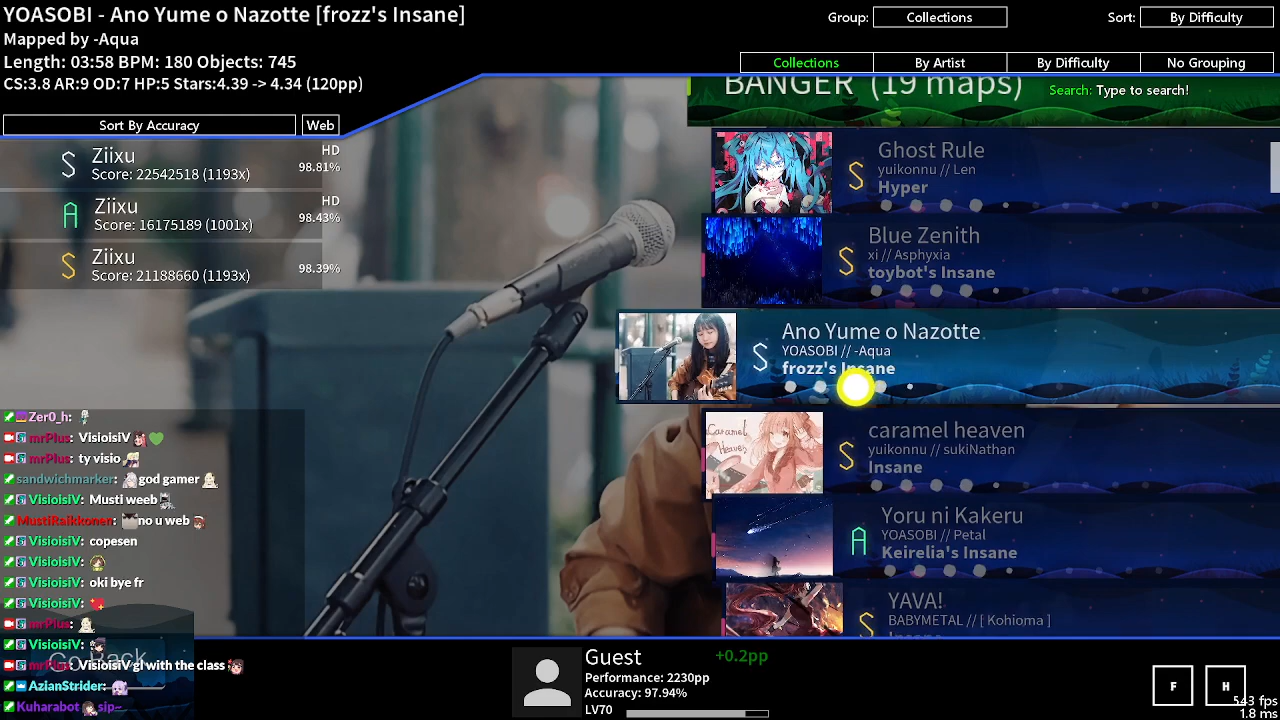 YOASOBI - Ano Yume o Nazotte [frozz's Insane]
Mapped by -Aqua
Length: 03:58 BPM: 180 Objects: 745
CS:3.8 AR:9 OD:7 HP:5 Stars:4.39 -> 4.34 (120pp)
Group: Collections
Sort: By Difficulty
Collections By Artist By Difficulty No Grouping
Sort By Accuracy Web
BANGER (19 maps)
Search: Type to search!
S Ziixu HD
Score: 22542518 (1193x) 98.81%
A Ziixu HD
Score: 16175189 (1001x) 98.43%
S Ziixu
Score: 21188660 (1193x) 98.39%
S Ghost Rule
yuikonnu // Len
Hyper
S Blue Zenith
xi // Asphyxia
toybot's Insane
S Ano Yume o Nazotte
YOASOBI // -Aqua
frozz's Insane
Caramel Heaven
S caramel heaven
yuikonnu // sukiNathan
Insane
A Yoru ni Kakeru
YOASOBI // Petal
Keirelia's Insane
S YAVA!
BABYMETAL // [ Kohioma ]
Insane
Zer0_h:
mrPlus: VisioisiV
mrPlus: ty visio
sandwichmarker: god gamer
VisioisiV: Musti weeb
MustiRaikkonen: no u web
VisioisiV: copesen
VisioisiV:
VisioisiV: oki bye fr
VisioisiV:
mrPlus:
VisioisiV:
mrPlus: VisioisiV gl with the class
AzianStrider:
Kuharabot sip~
Go back
Guest +0.2pp
Performance: 2230pp
Accuracy: 97.94%
LV70
F H
543 fps
1.8 ms